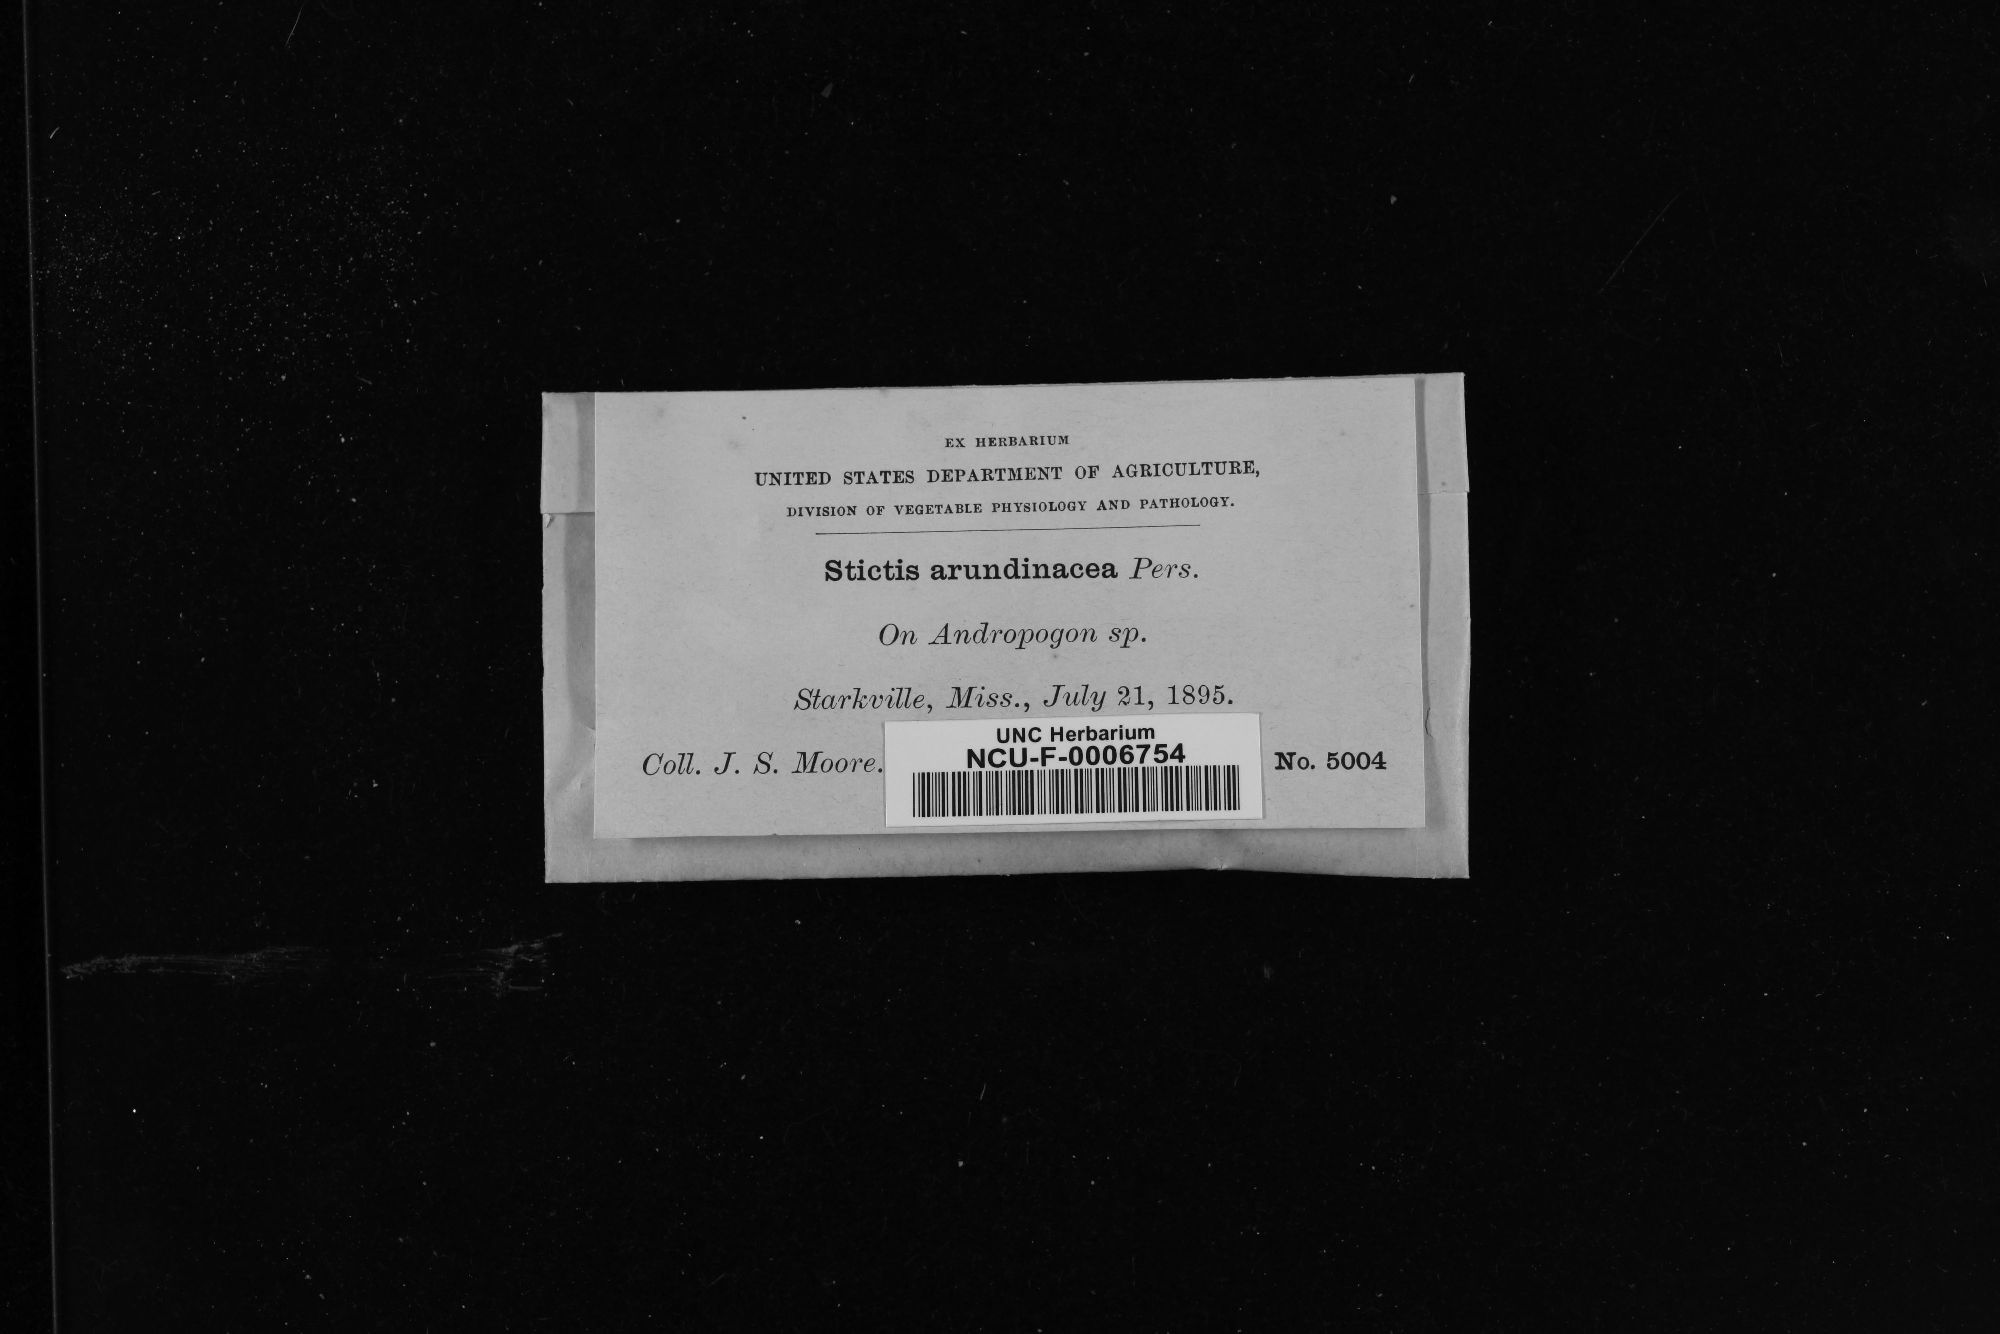 EX HERBARIUM
UNITED STATES DEPARTMENT OF AGRICULTURE,
DIVISION OF VEGETABLE PHYSIOLOGY AND PATHOLOGY.
Stictis arundinacea Pers.
On Andropogon sp.
Starkville, Miss., July 21, 1895.
Coll. J. S. Moore.
UNC Herbarium
NCU-F-0006754
No. 5004